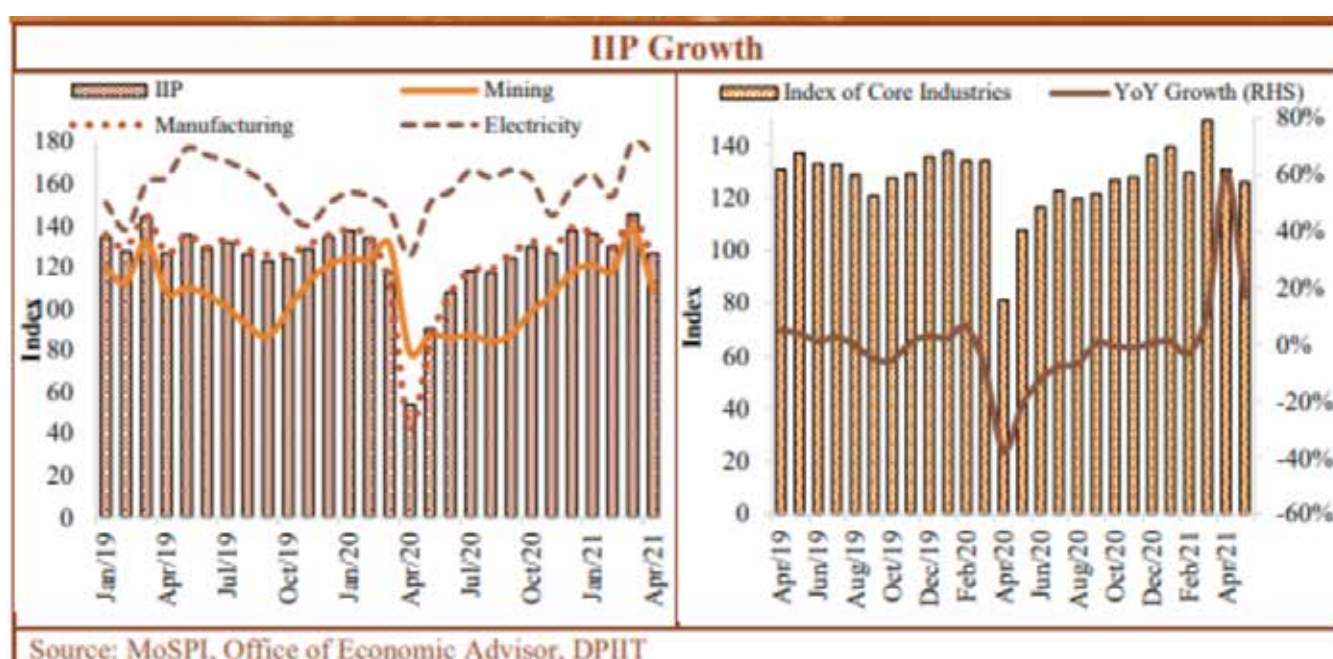 IIP Growth
IIP
Mining
Manufacturing
Electricity
180
160
140
120
100
80
60
40
20
0
Index
Jan/19
Apr/19
Jul/19
Oct/19
Jan/20
Apr/20
Jul/20
Oct/20
Jan/21
Apr/21
Index of Core Industries
YoY Growth (RHS)
140
120
100
80
60
40
20
0
Index
80%
60%
40%
20%
0%
-20%
-40%
-60%
Apr/19
Jun/19
Aug/19
Oct/19
Dec/19
Feb/20
Apr/20
Jun/20
Aug/20
Oct/20
Dec/20
Feb/21
Apr/21
Source: MoSPI, Office of Economic Advisor, DPIIT